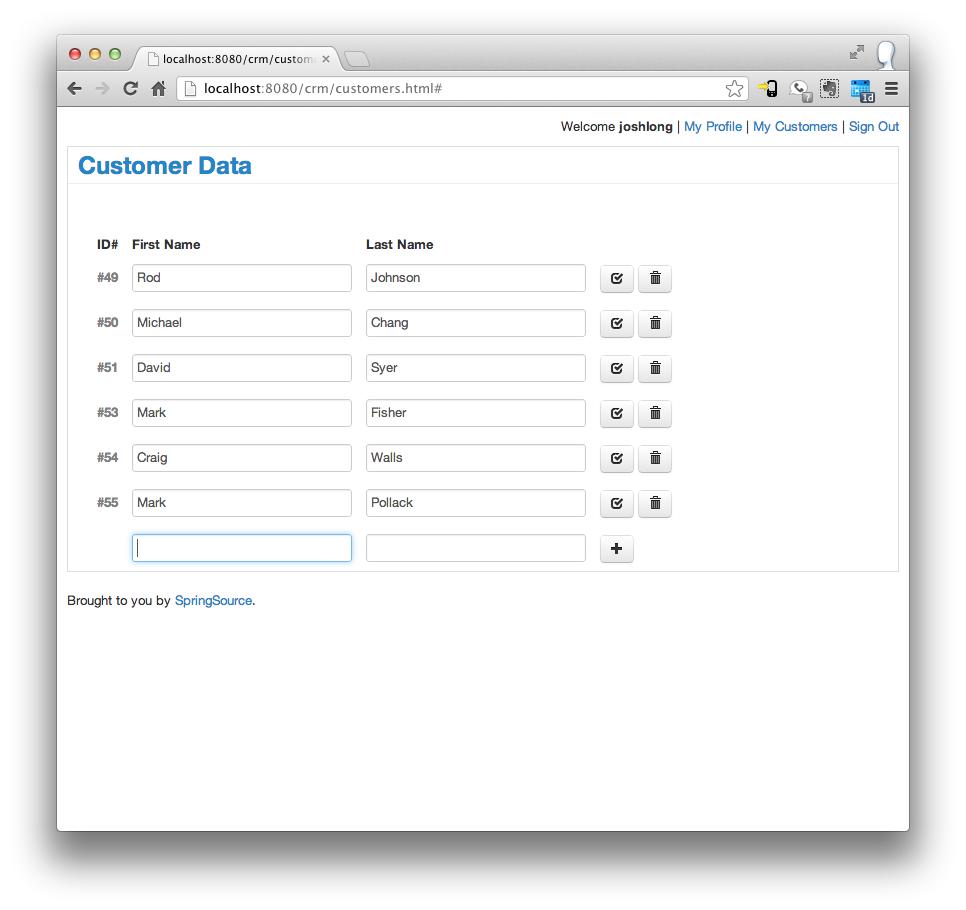 localhost:8080/crm/custom
localhost:8080/crm/customers.html#
?
1d
Welcome joshlong | My Profile | My Customers | Sign Out
Customer Data
ID# First Name Last Name
#49 Rod Johnson
#50 Michael Chang
#51 David Syer
#53 Mark Fisher
#54 Craig Walls
#55 Mark Pollack
Brought to you by SpringSource.